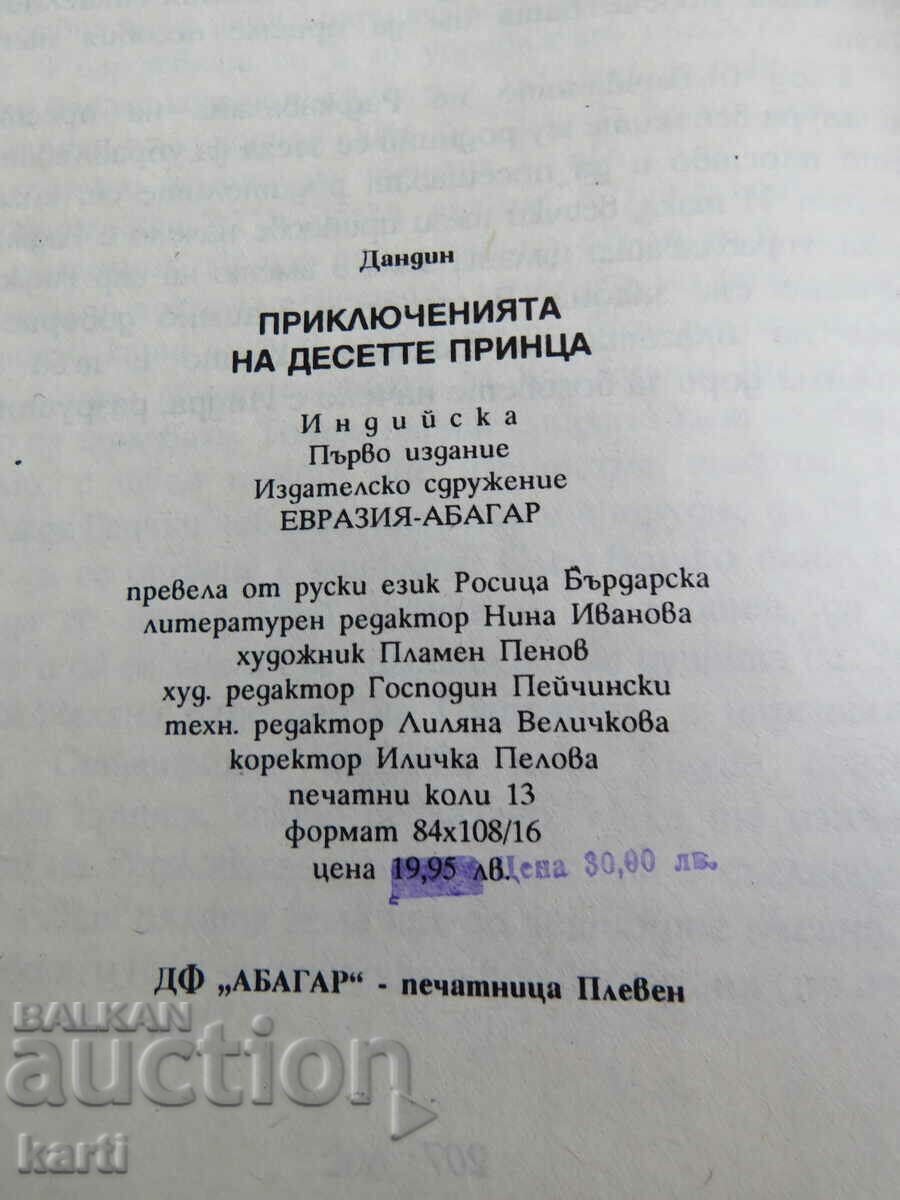 Дандин
ПРИКЛЮЧЕНИЯТА
НА ДЕСЕТТЕ ПРИНЦА
Индийска
Първо издание
Издателско сдружение
ЕВРАЗИЯ-АБАГАР
превела от руски език Росица Бърдарска
литературен редактор Нина Иванова
художник Пламен Пенов
худ. редактор Господин Пейчински
техн. редактор Лиляна Величкова
коректор Иличка Пелова
печатни коли 13
формат 84x108/16
цена 19,95 лв. Цена 30,00 лв.
ДФ „АБАГАР“ - печатница Плевен
BALKAN
auction
karti